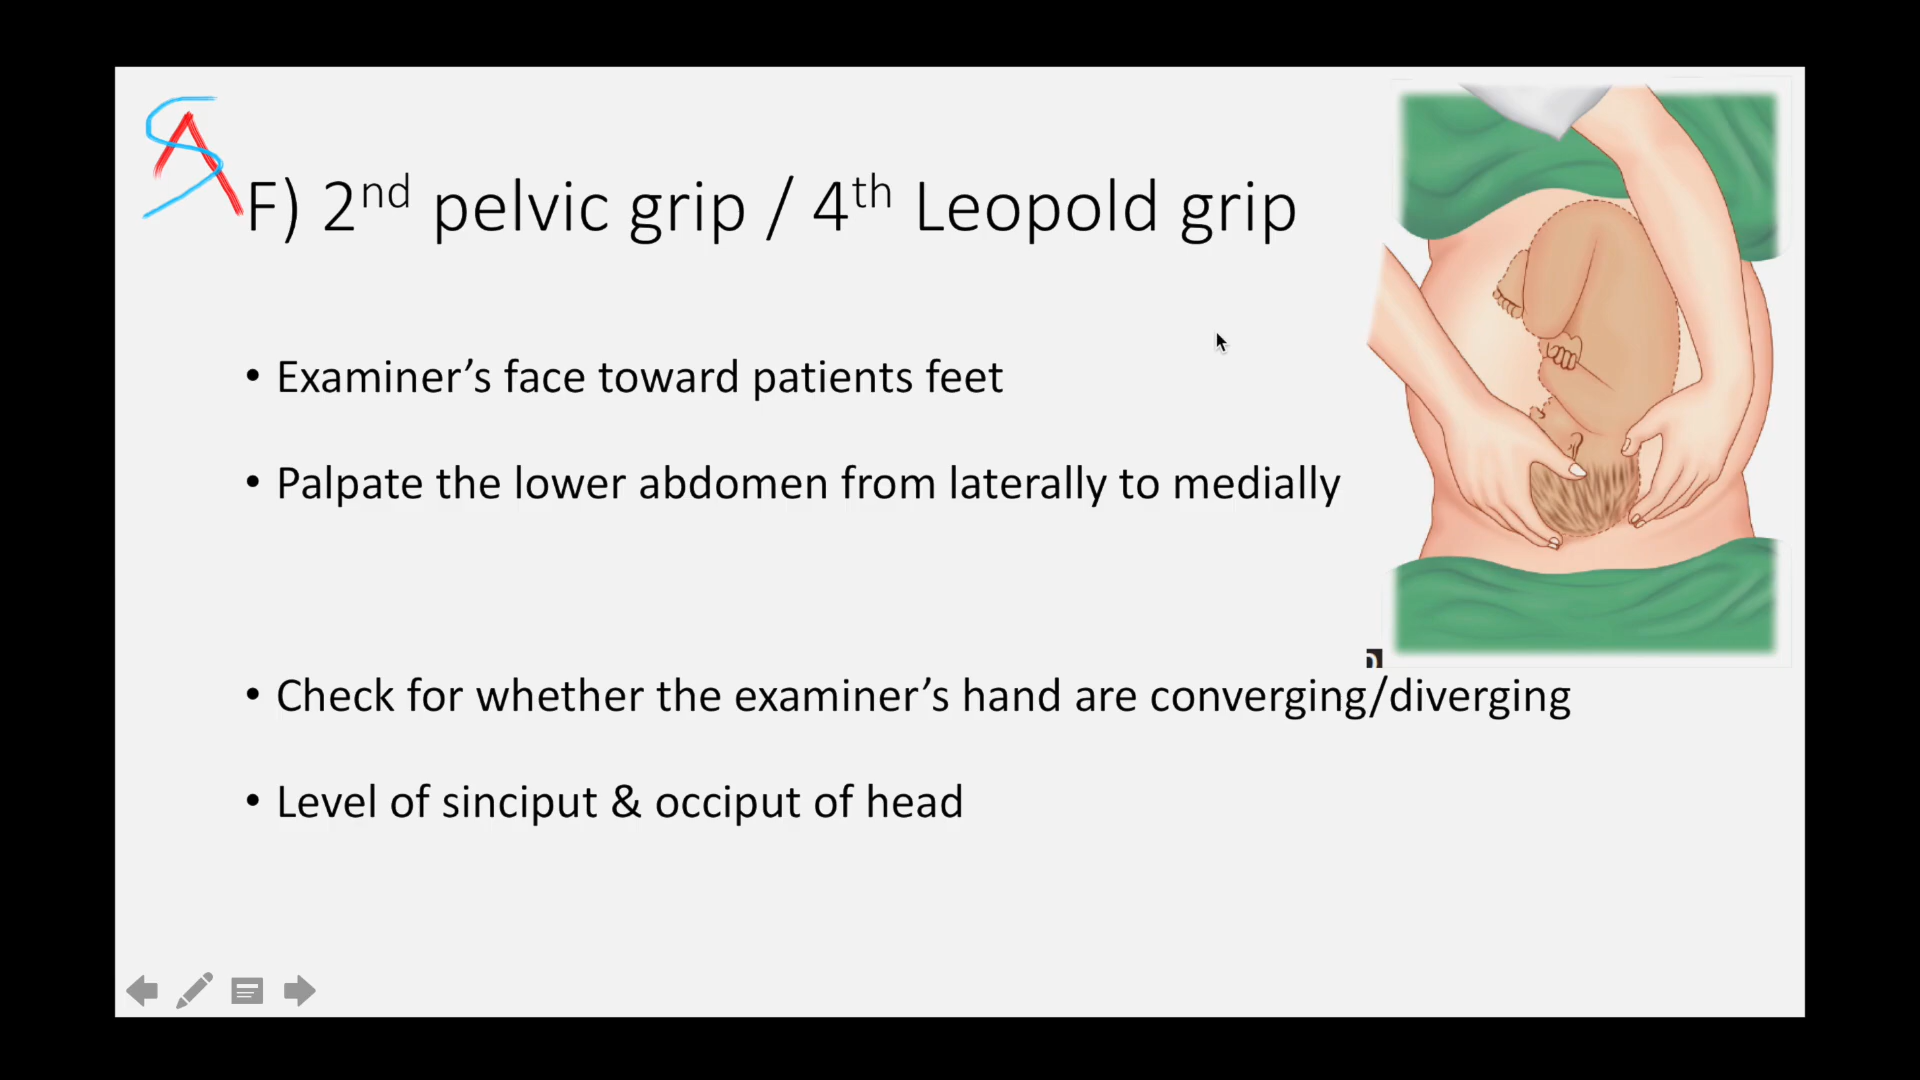 SA
F) 2nd pelvic grip / 4th Leopold grip
• Examiner’s face toward patients feet
• Palpate the lower abdomen from laterally to medially
• Check for whether the examiner’s hand are converging/diverging
• Level of sinciput & occiput of head